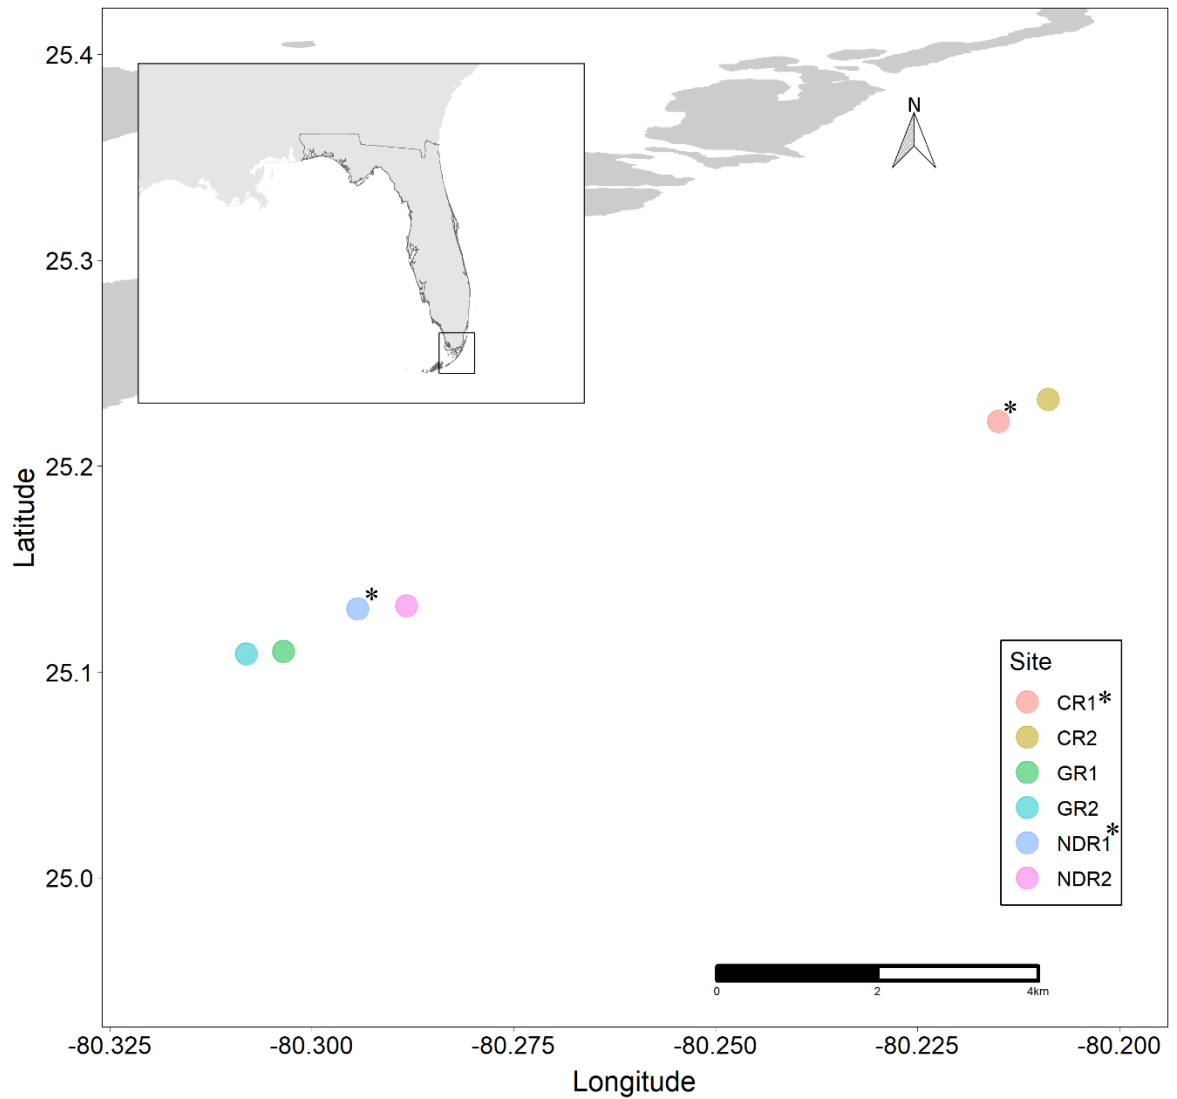 25.4
25.3
25.2
25.1
25.0
Latitude
N
*
*
Site
CR1*
CR2
GR1
GR2
NDR1*
NDR2
0 2 4km
-80.325 -80.300 -80.275 -80.250 -80.225 -80.200
Longitude